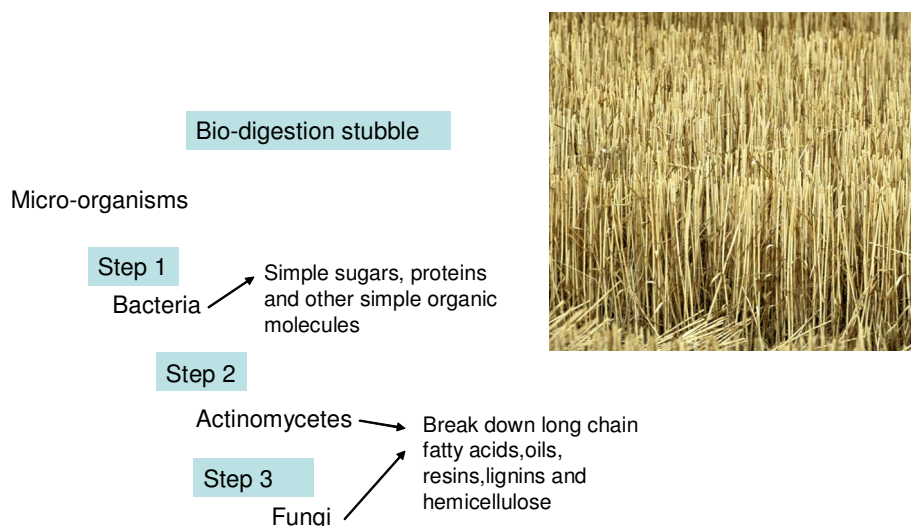 Bio-digestion stubble
Micro-organisms
Step 1
Bacteria
Simple sugars, proteins
and other simple organic
molecules
Step 2
Actinomycetes
Break down long chain
fatty acids,oils,
resins,lignins and
hemicellulose
Step 3
Fungi